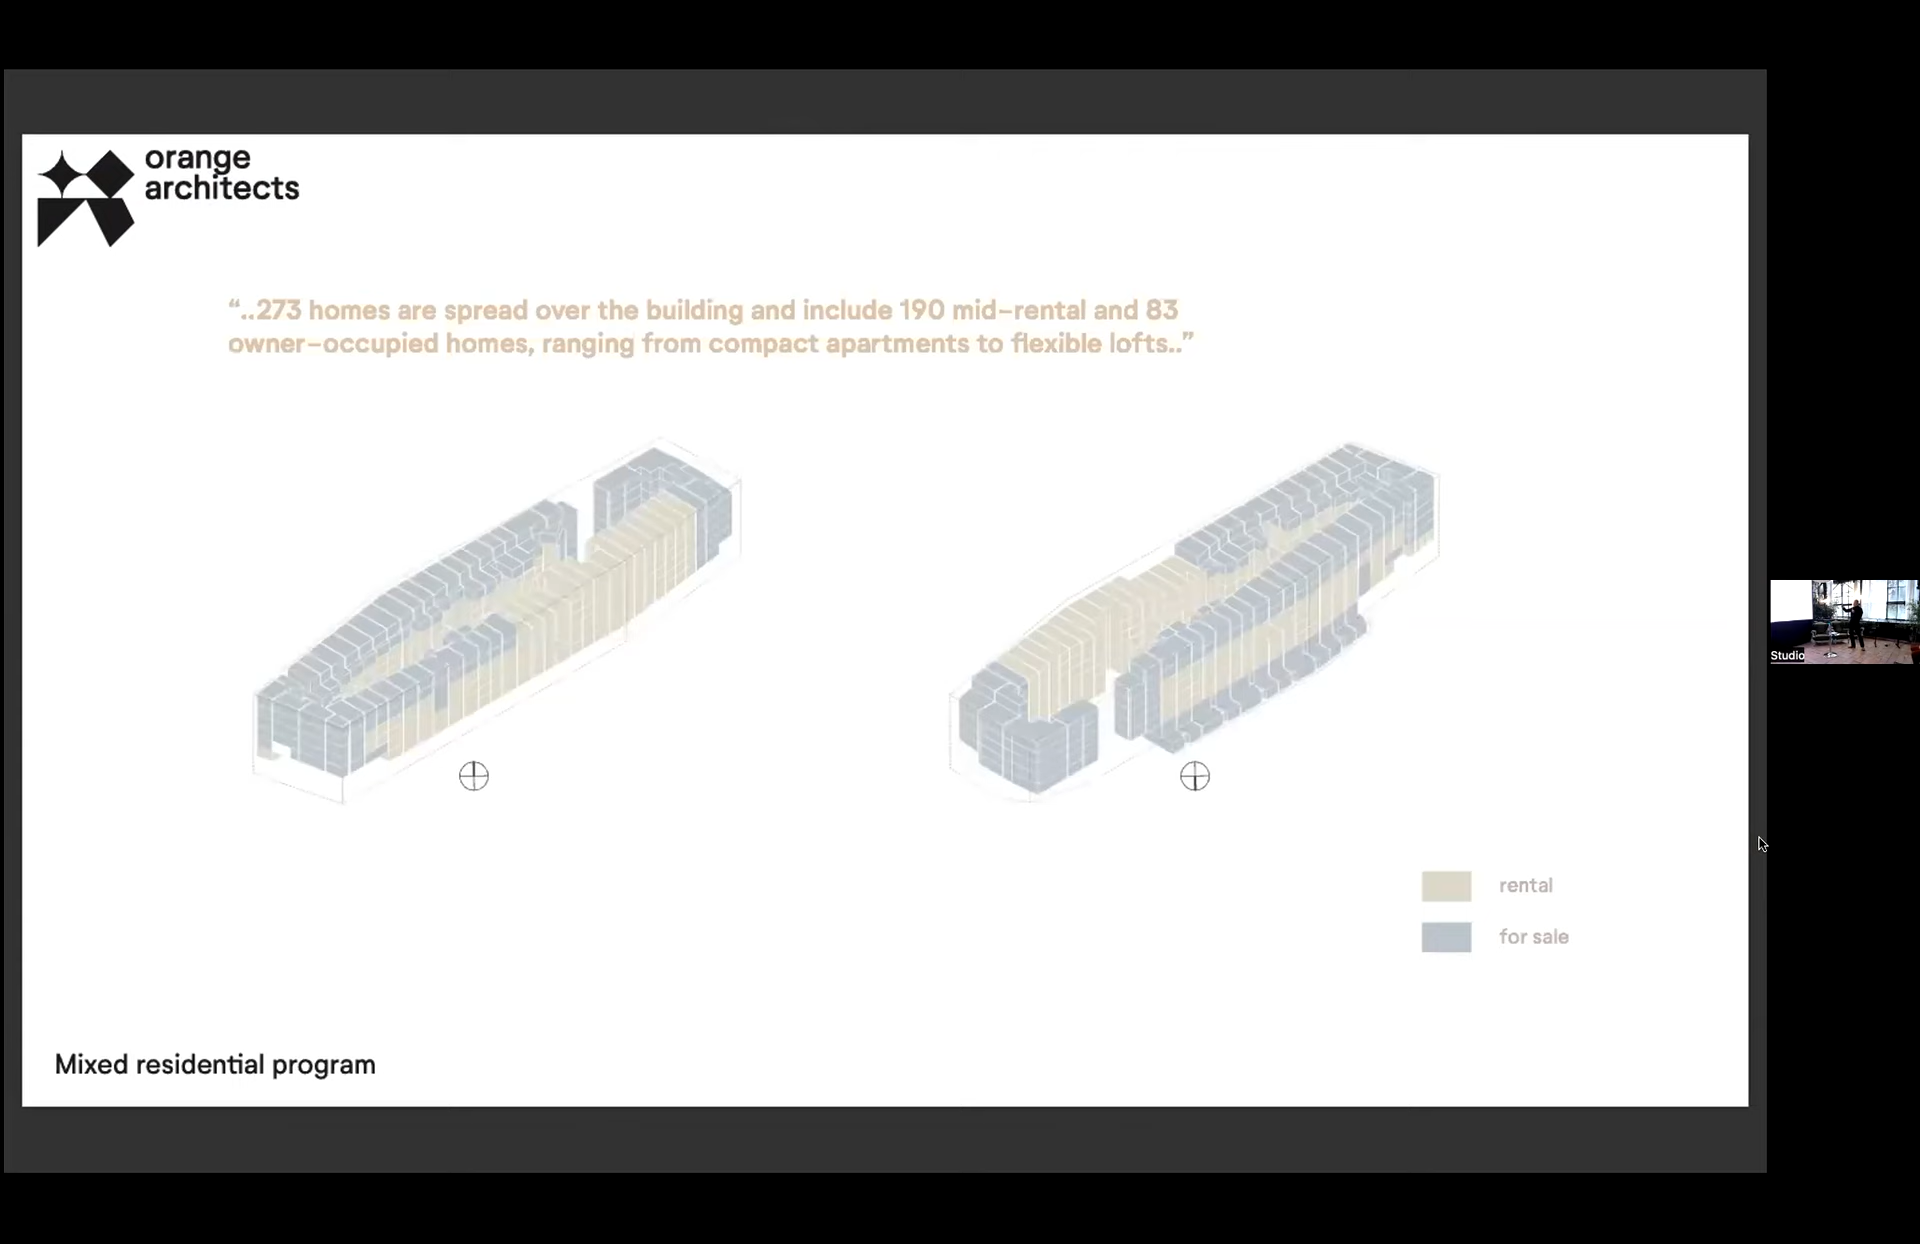 orange
architects
“..273 homes are spread over the building and include 190 mid-rental and 83
owner-occupied homes, ranging from compact apartments to flexible lofts..”
rental
for sale
Mixed residential program
Studio